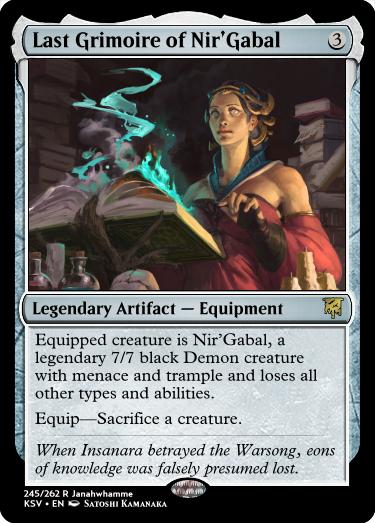 Last Grimoire of Nir'Gabal 3
Legendary Artifact — Equipment
Equipped creature is Nir'Gabal, a
legendary 7/7 black Demon creature
with menace and trample and loses all
other types and abilities.
Equip—Sacrifice a creature.
When Insanara betrayed the Warsong, eons
of knowledge was falsely presumed lost.
245/262 R Janahwhamme
KSV • EN Satoshi Kamanaka